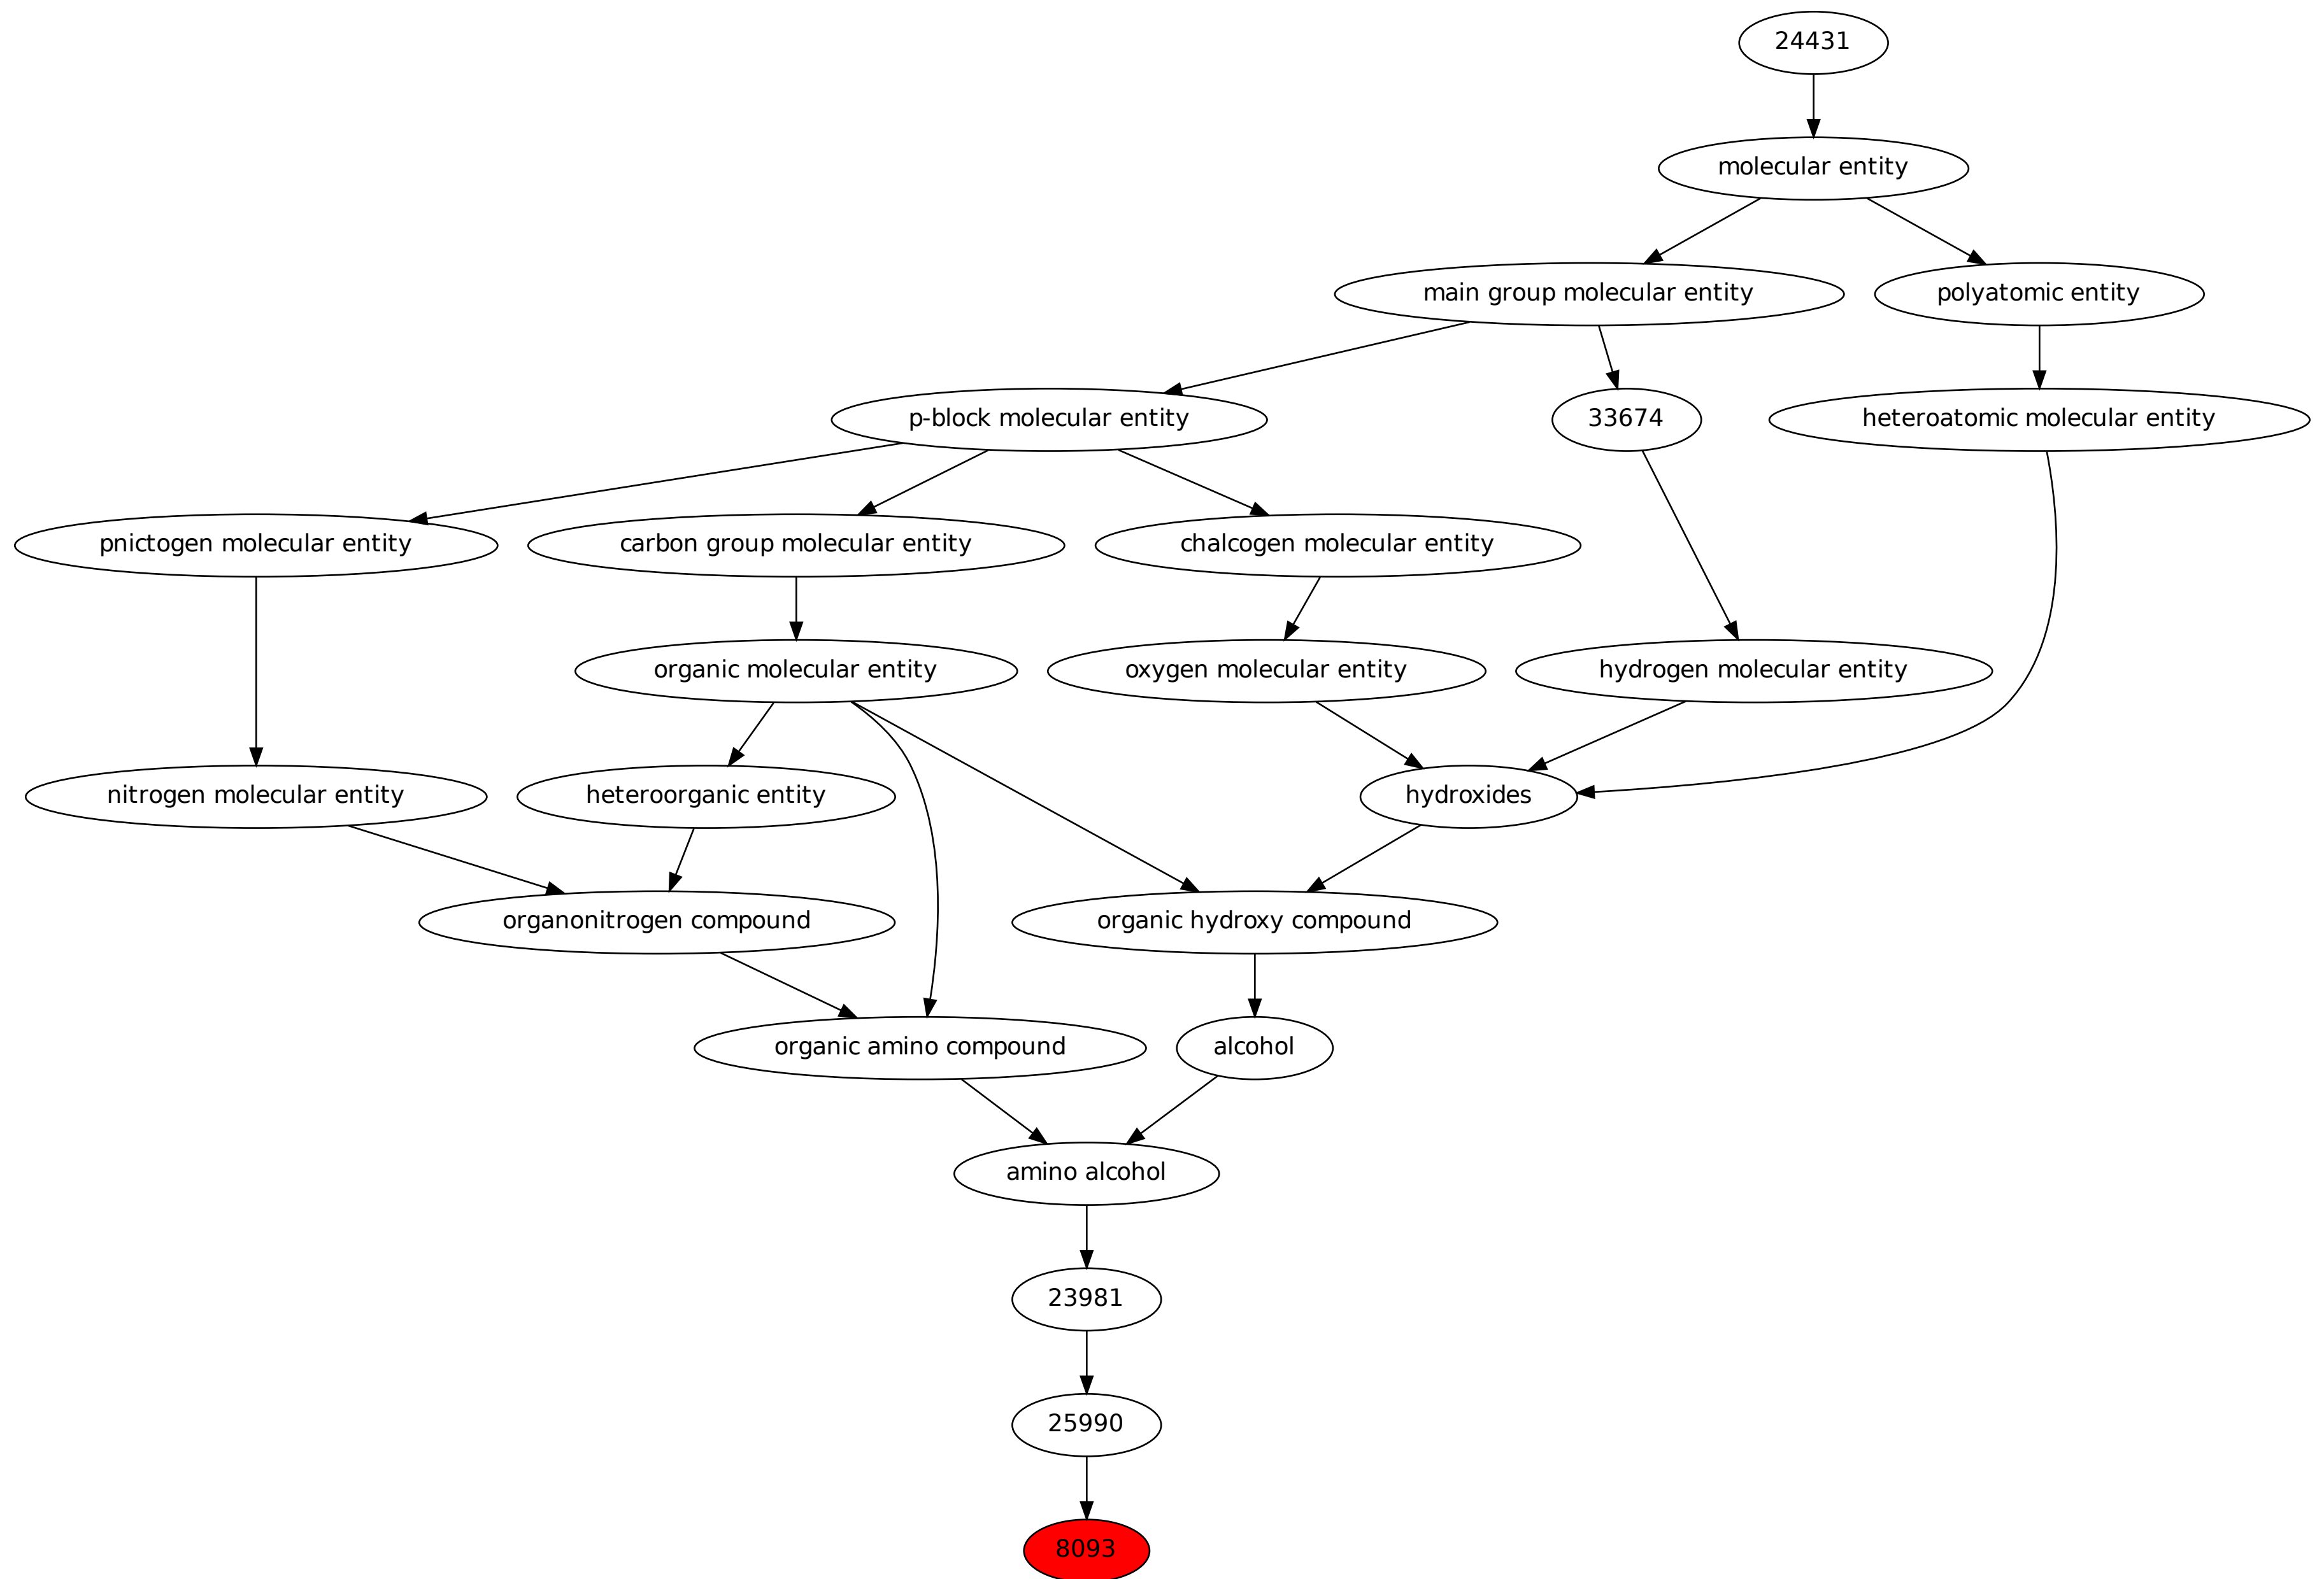 24431
molecular entity
main group molecular entity
polyatomic entity
p-block molecular entity
33674
heteroatomic molecular entity
pnictogen molecular entity
carbon group molecular entity
chalcogen molecular entity
organic molecular entity
oxygen molecular entity
hydrogen molecular entity
nitrogen molecular entity
heteroorganic entity
hydroxides
organonitrogen compound
organic hydroxy compound
organic amino compound
alcohol
amino alcohol
23981
25990
8093